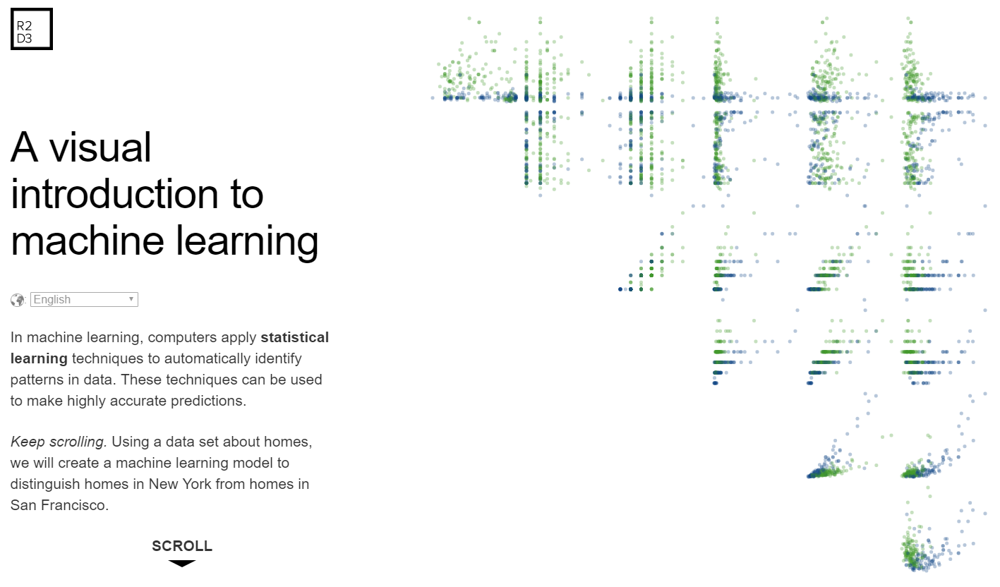 R2
D3
A visual
introduction to
machine learning
: English
In machine learning, computers apply statistical
learning techniques to automatically identify
patterns in data. These techniques can be used
to make highly accurate predictions.
Keep scrolling. Using a data set about homes,
we will create a machine learning model to
distinguish homes in New York from homes in
San Francisco.
SCROLL